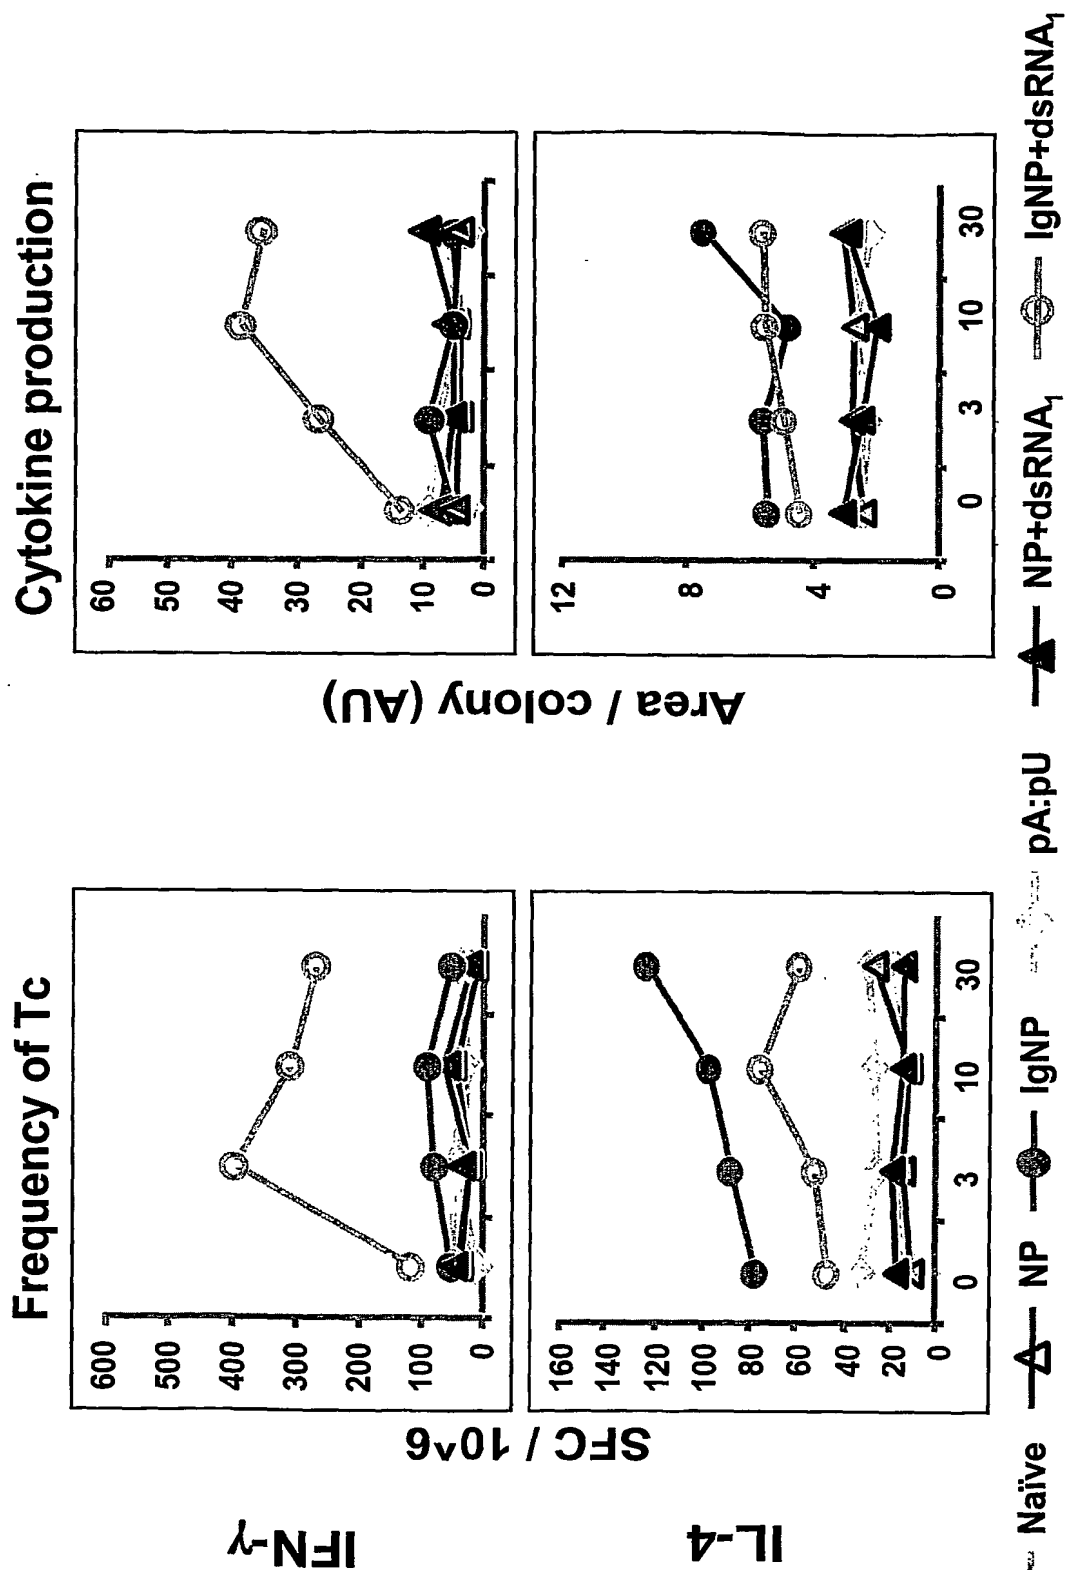 Frequency of Tc
Cytokine production
IFN-γ
IL-4
SFC / 10^6
Area / colony (AU)
600
500
400
300
200
100
0
60
50
40
30
20
10
0
160
140
120
100
80
60
40
20
0
0
3
10
30
12
8
4
0
0
3
10
30
Naïve
NP
IgNP
pA:pU
NP+dsRNA1
IgNP+dsRNA1